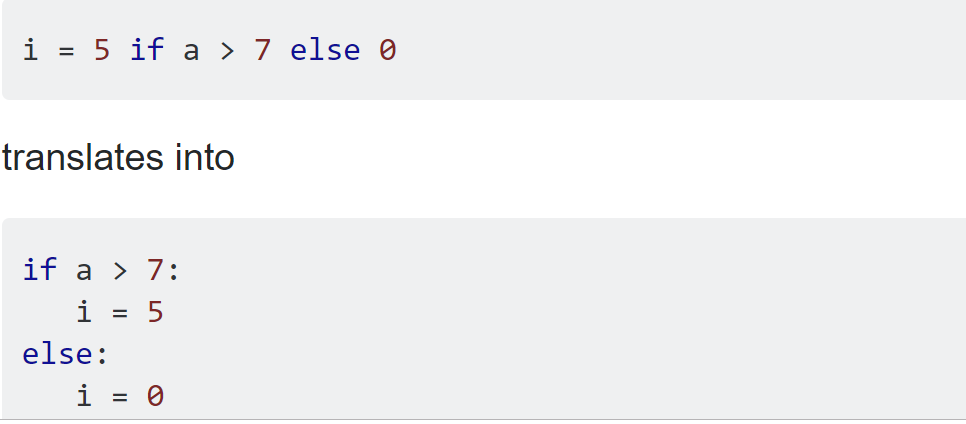 i = 5 if a > 7 else 0
translates into
if a > 7:
   i = 5
else:
   i = 0